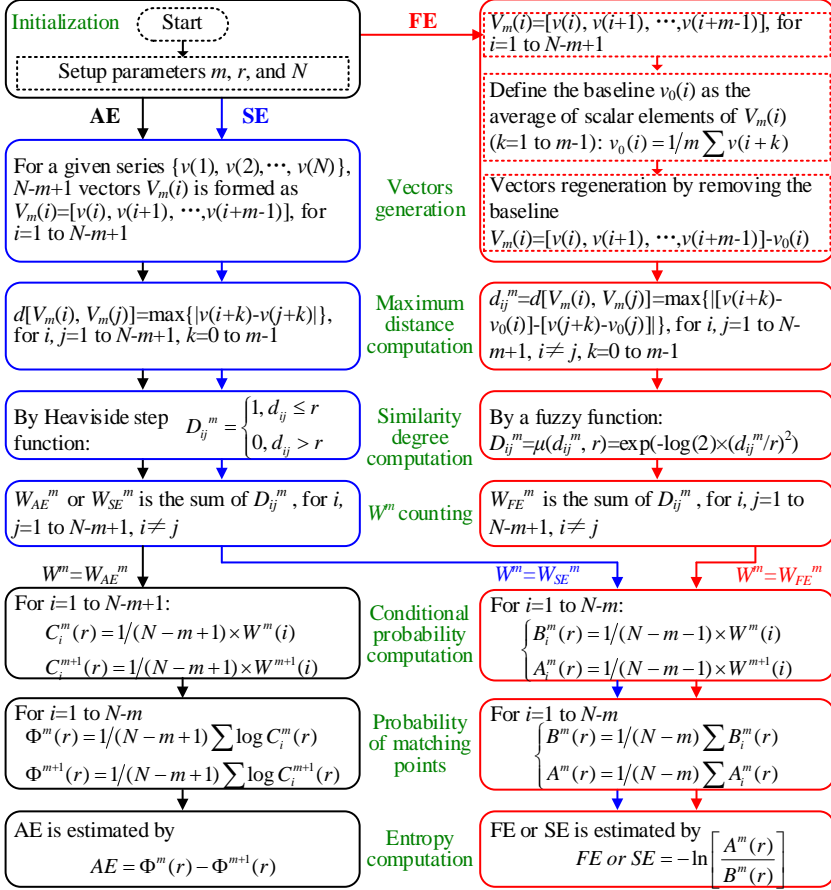 Initialization
Start
Setup parameters m, r, and N
FE
AE
SE
V_m(i)=[v(i), v(i+1), ⋯,v(i+m-1)], for
i=1 to N-m+1
Define the baseline v_0(i) as the
average of scalar elements of V_m(i)
(k=1 to m-1): v_0(i) = 1/m ∑ v(i + k)
Vectors regeneration by removing the
baseline
V_m(i)=[v(i), v(i+1), ⋯,v(i+m-1)]-v_0(i)
For a given series {v(1), v(2),⋯, v(N)},
N-m+1 vectors V_m(i) is formed as
V_m(i)=[v(i), v(i+1), ⋯,v(i+m-1)], for
i=1 to N-m+1
Vectors
generation
d[V_m(i), V_m(j)]=max{|v(i+k)-v(j+k)|},
for i, j=1 to N-m+1, k=0 to m-1
Maximum
distance
computation
d_ij^m=d[V_m(i), V_m(j)]=max{|[v(i+k)-
v_0(i)]-[v(j+k)-v_0(j)]|}, for i, j=1 to N-
m+1, i≠ j, k=0 to m-1
By Heaviside step
function:
D_ij^m = {1, d_ij ≤ r
0, d_ij > r
Similarity
degree
computation
By a fuzzy function:
D_ij^m=μ(d_ij^m, r)=exp(-log(2)×(d_ij^m/r)^2)
W_AE^m or W_SE^m is the sum of D_ij^m , for i,
j=1 to N-m+1, i≠ j
W^m counting
W_FE^m is the sum of D_ij^m , for i, j=1 to
N-m+1, i≠ j
W^m=W_AE^m
W^m=W_SE^m
W^m=W_FE^m
For i=1 to N-m+1:
C_i^m(r) = 1/(N − m + 1) × W^m(i)
C_i^{m+1}(r) = 1/(N − m + 1) × W^{m+1}(i)
Conditional
probability
computation
For i=1 to N-m:
{B_i^m(r) = 1/(N − m − 1) × W^m(i)
A_i^m(r) = 1/(N − m − 1) × W^{m+1}(i)
For i=1 to N-m
Φ^m(r) = 1/(N − m + 1) ∑ log C_i^m(r)
Φ^{m+1}(r) = 1/(N − m + 1) ∑ log C_i^{m+1}(r)
Probability
of matching
points
For i=1 to N-m
{B^m(r) = 1/(N − m) ∑ B_i^m(r)
A^m(r) = 1/(N − m) ∑ A_i^m(r)
AE is estimated by
AE = Φ^m(r) − Φ^{m+1}(r)
Entropy
computation
FE or SE is estimated by
FE or SE = −ln[A^m(r)/B^m(r)]